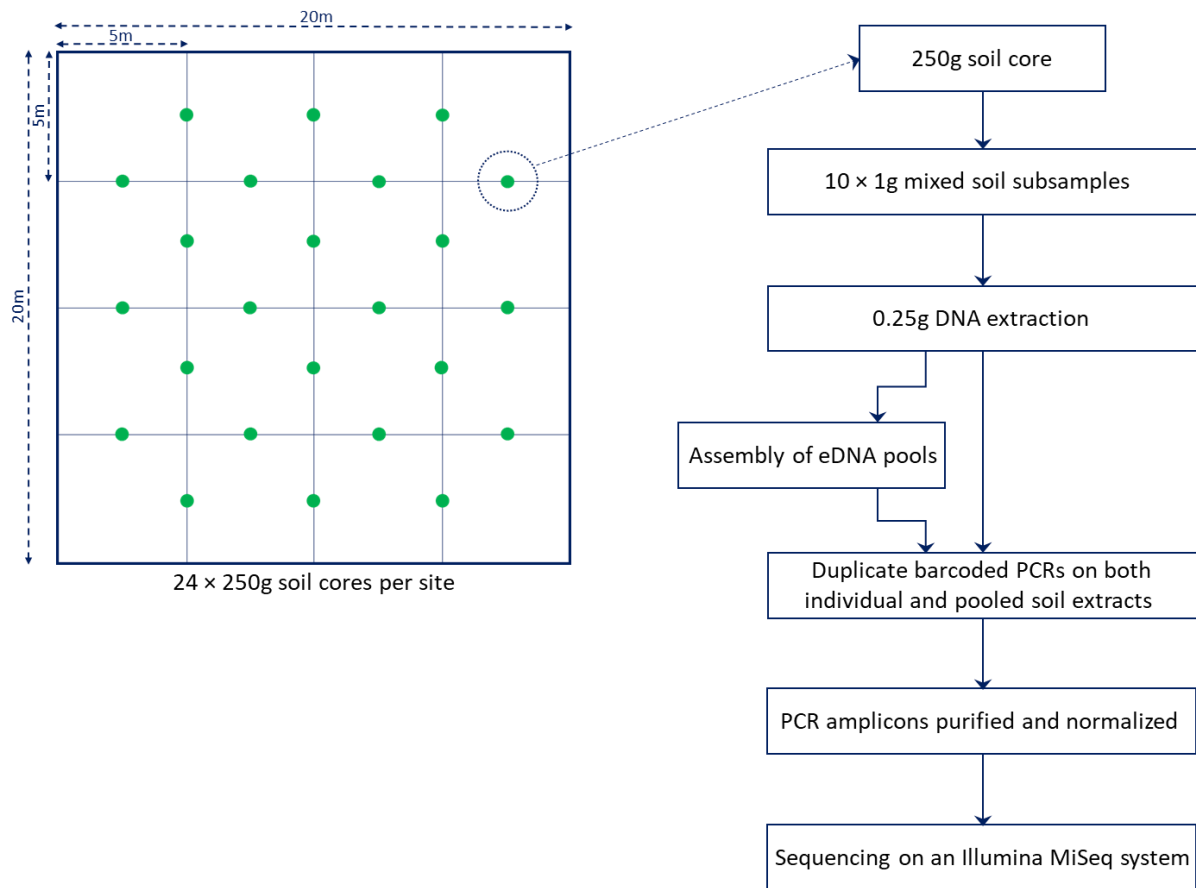 20m
5m
5m
20m
24 × 250g soil cores per site
250g soil core
10 × 1g mixed soil subsamples
0.25g DNA extraction
Assembly of eDNA pools
Duplicate barcoded PCRs on both
individual and pooled soil extracts
PCR amplicons purified and normalized
Sequencing on an Illumina MiSeq system